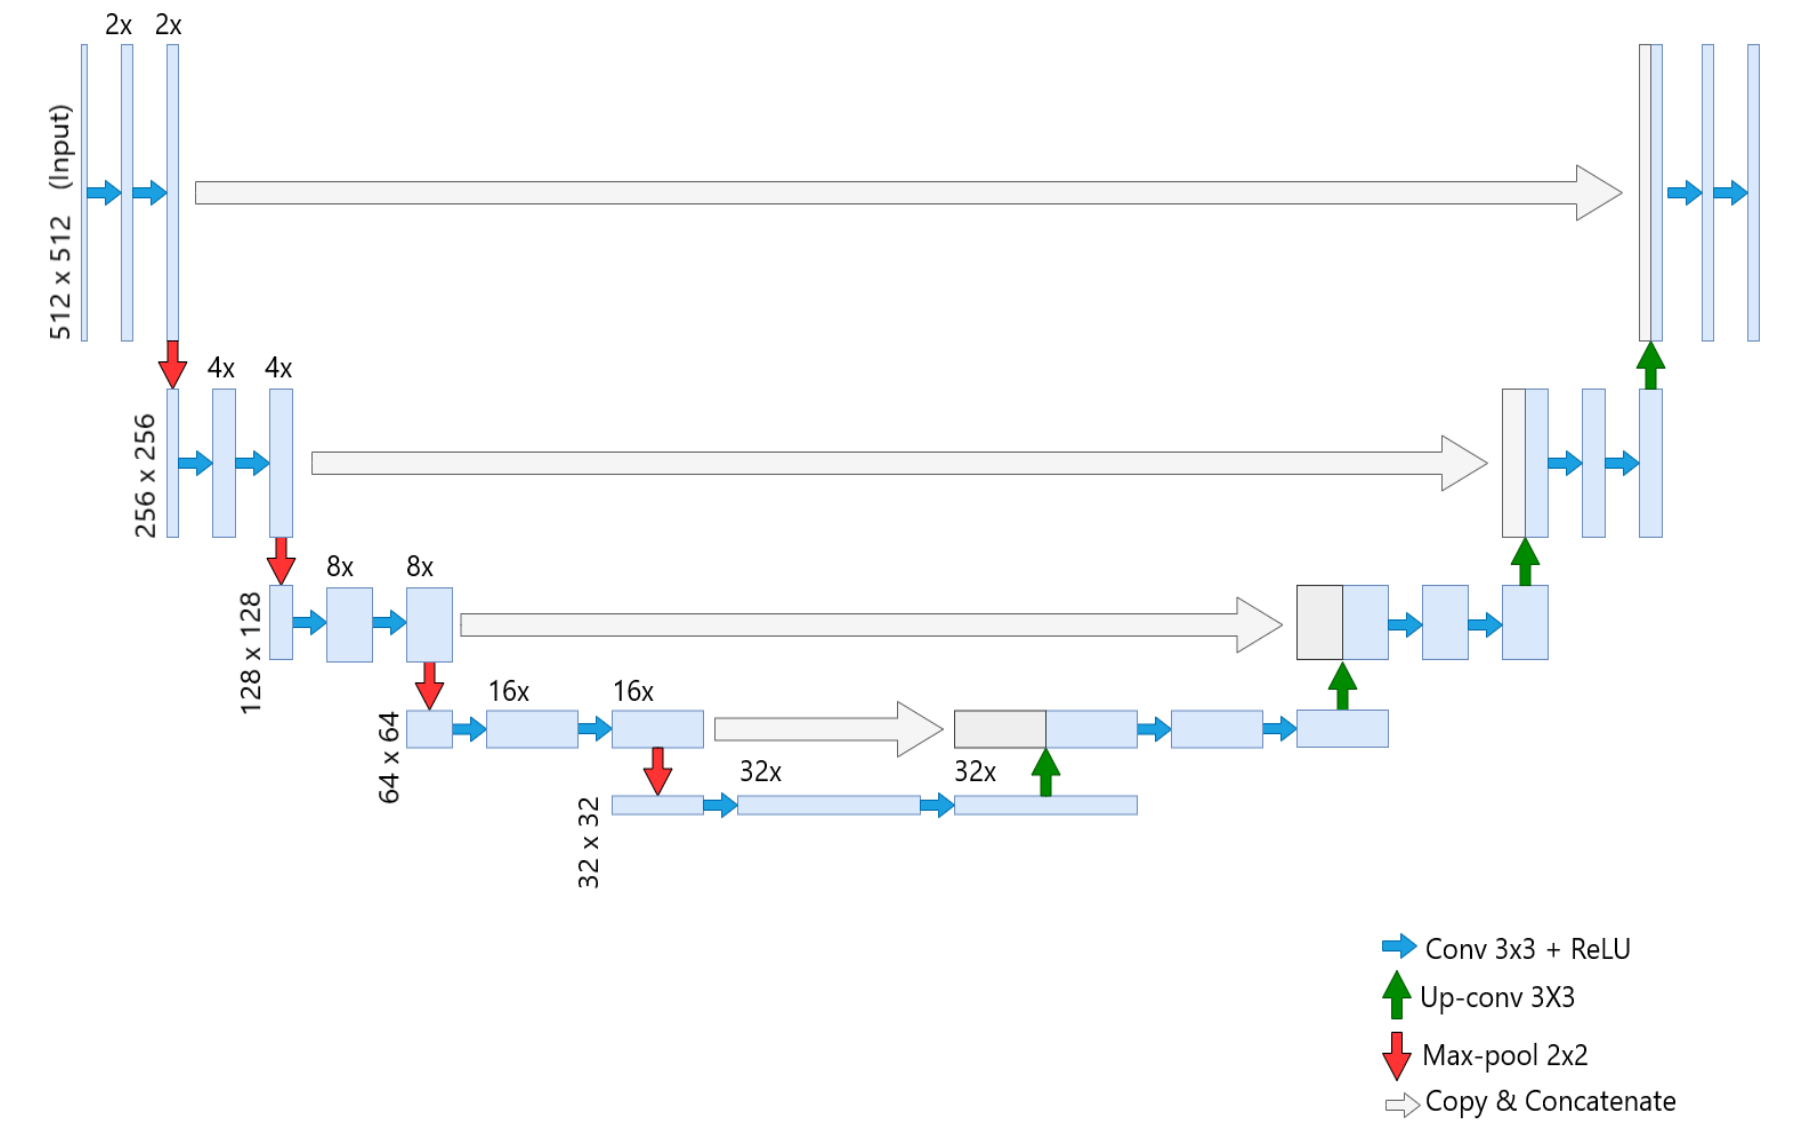 2x 2x
512 x 512 (Input)
4x 4x
256 x 256
8x 8x
128 x 128
16x 16x
64 x 64
32x 32x
32 x 32
Conv 3x3 + ReLU
Up-conv 3X3
Max-pool 2x2
Copy & Concatenate